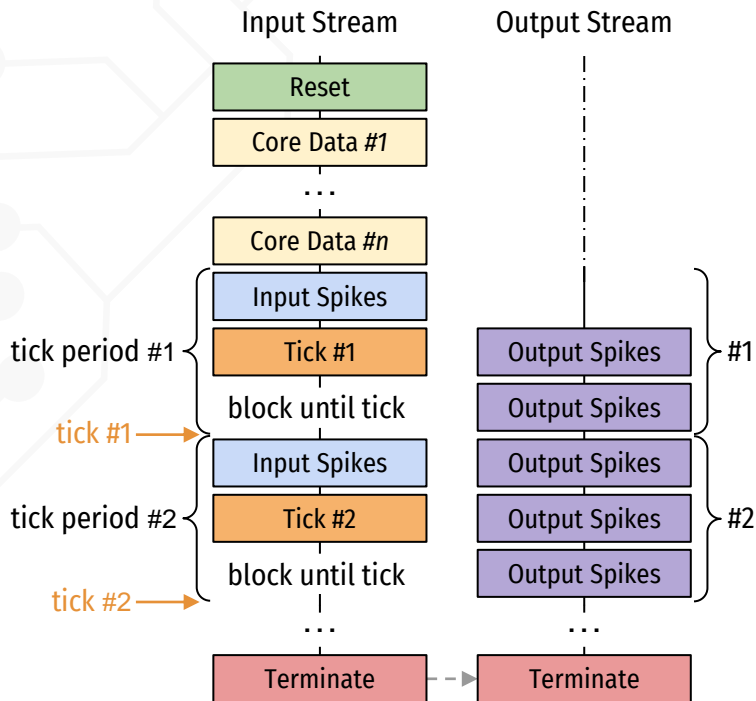 Input Stream
Output Stream
Reset
Core Data #1
...
Core Data #n
Input Spikes
tick period #1
Tick #1
Output Spikes
#1
block until tick
Output Spikes
tick #1
Input Spikes
Output Spikes
tick period #2
Tick #2
Output Spikes
#2
block until tick
Output Spikes
tick #2
...
...
Terminate
Terminate